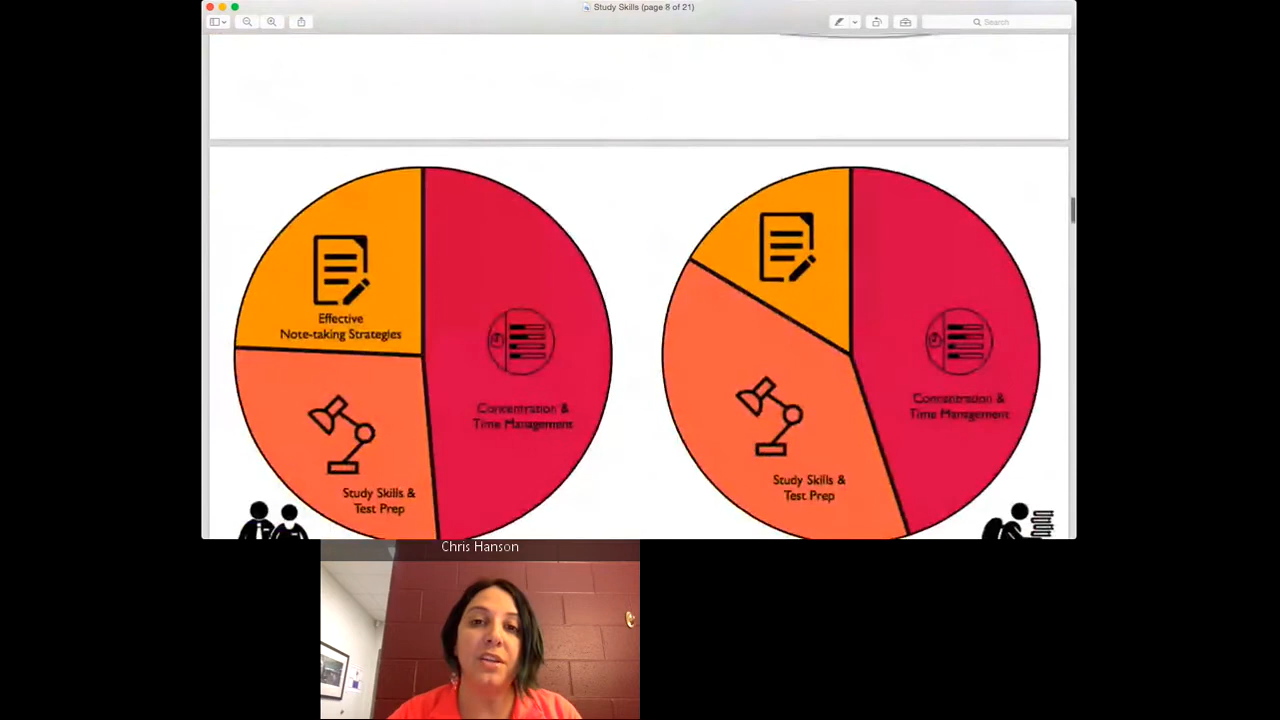 Study Skills (page 8 of 21)
Search
Effective
Note-taking Strategies
Concentration &
Time Management
Study Skills &
Test Prep
Concentration &
Time Management
Study Skills &
Test Prep
Chris Hanson